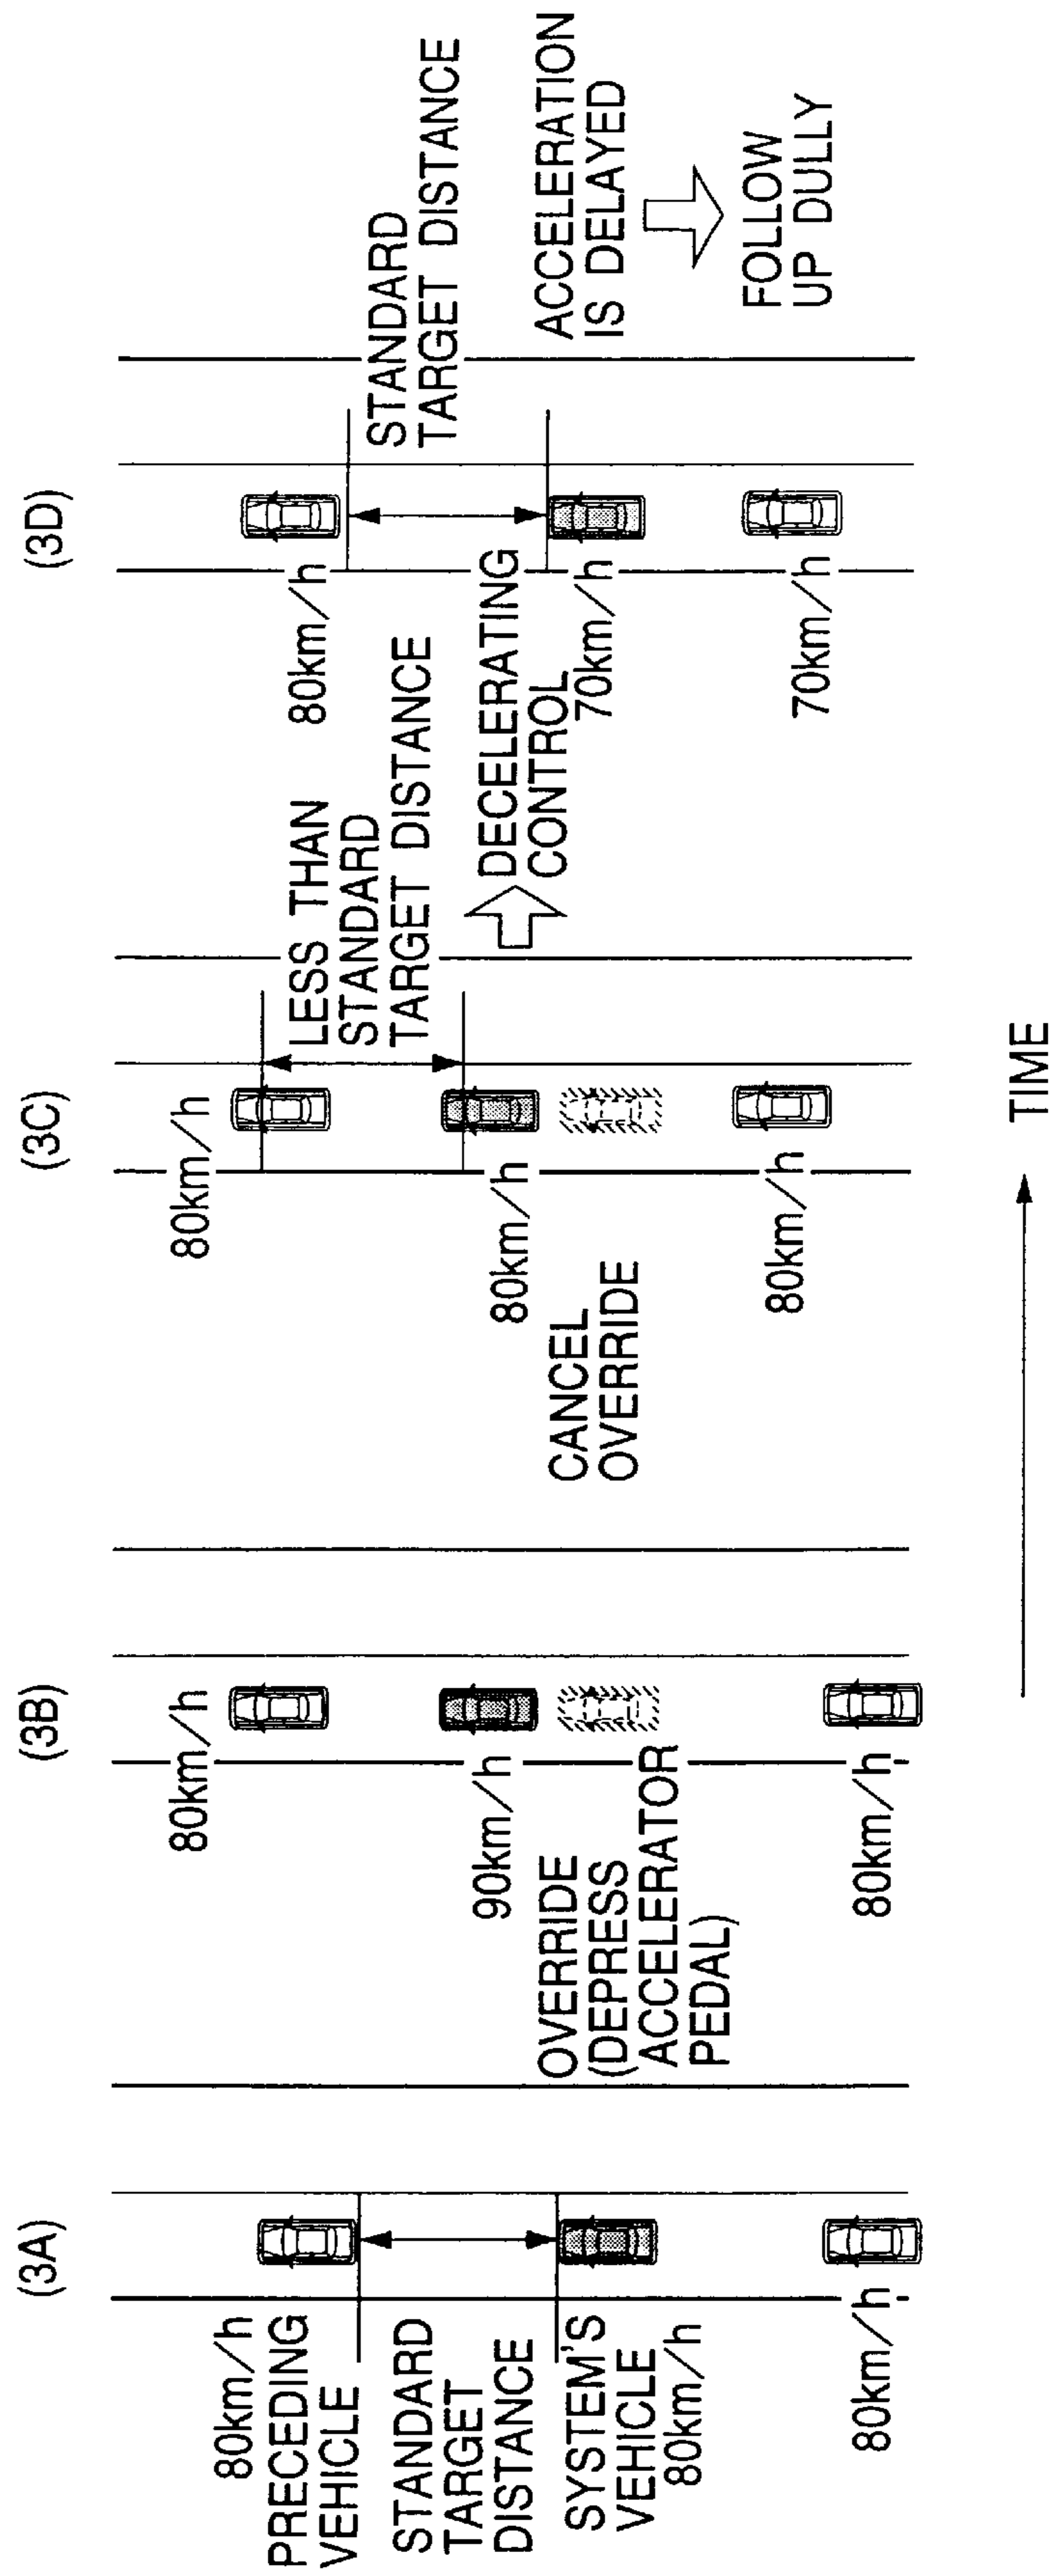 (3A)
80km/h
PRECEDING
VEHICLE
STANDARD
TARGET
DISTANCE
SYSTEM'S
VEHICLE
80km/h
80km/h
(3B)
80km/h
90km/h
OVERRIDE
(DEPRESS
ACCELERATOR
PEDAL)
80km/h
(3C)
80km/h
LESS THAN
STANDARD
TARGET DISTANCE
80km/h
DECELERATING
CONTROL
CANCEL
OVERRIDE
80km/h
(3D)
80km/h
STANDARD
TARGET DISTANCE
70km/h
ACCELERATION
IS DELAYED
FOLLOW
UP DULLY
70km/h
TIME